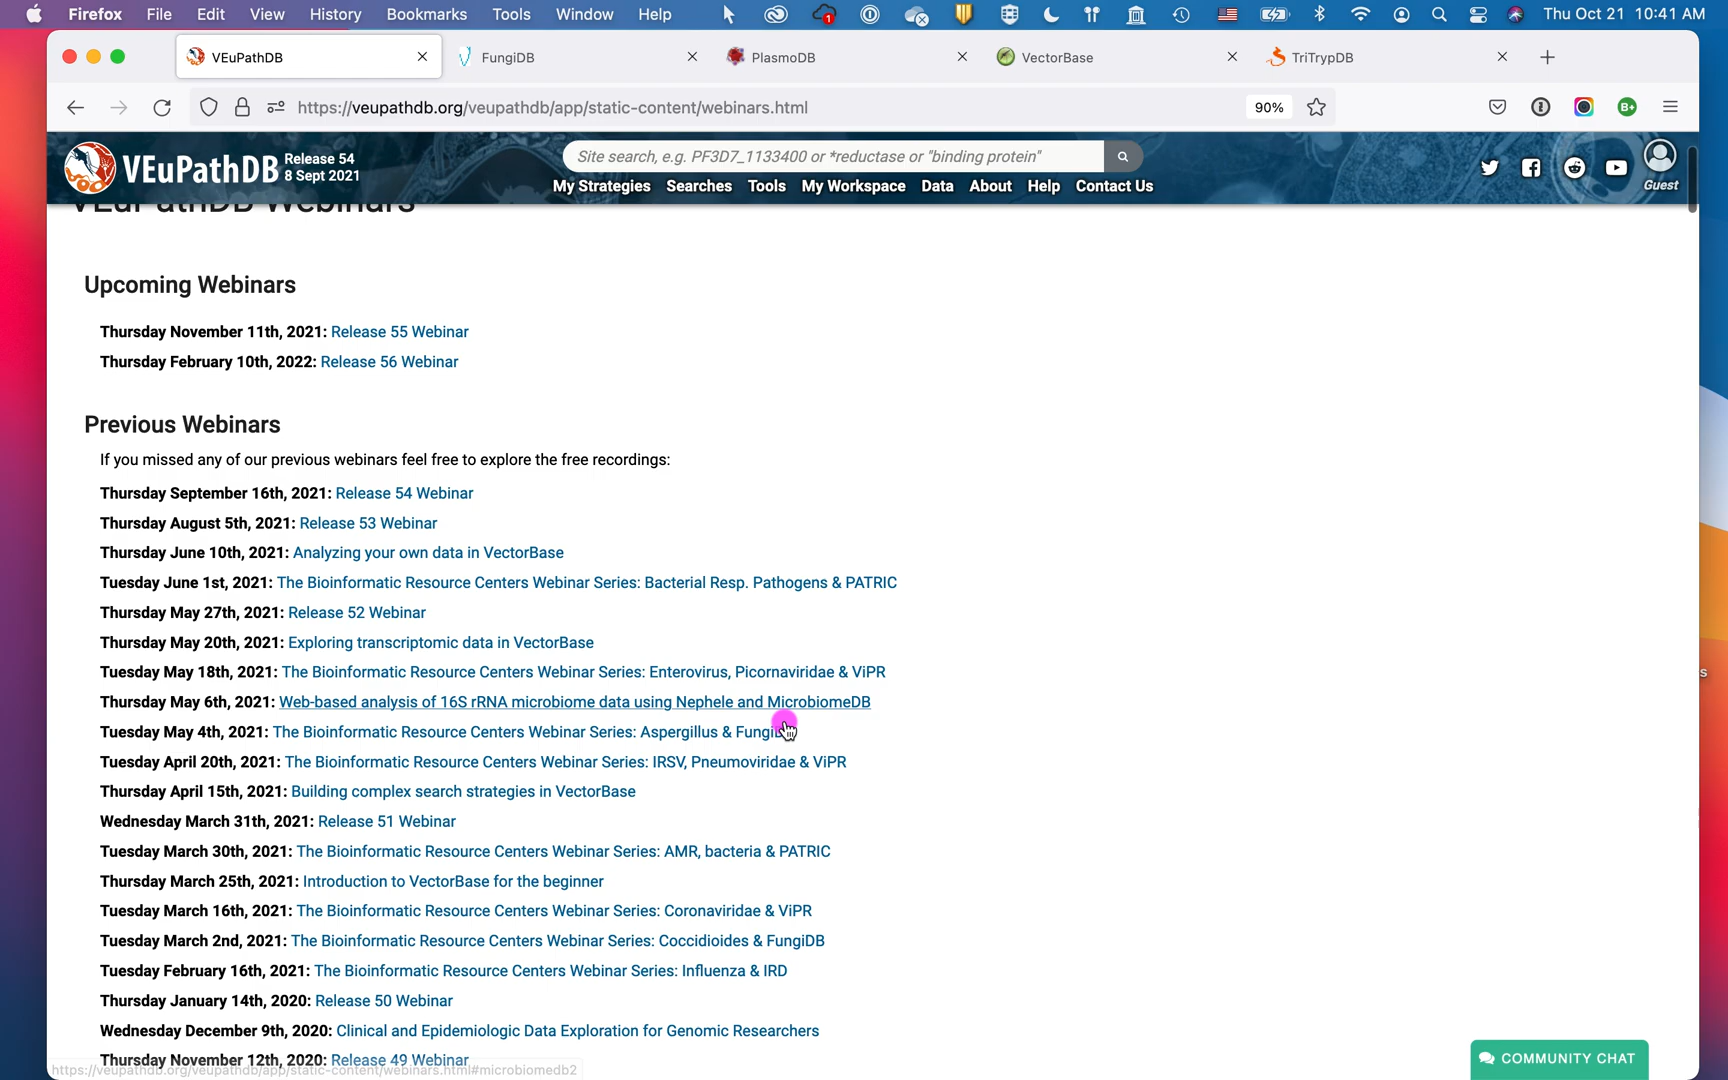 Firefox File Edit View History Bookmarks Tools Window Help 1 Thu Oct 21 10:41 AM
VEuPathDB FungiDB PlasmoDB VectorBase TriTrypDB
https://veupathdb.org/veupathdb/app/static-content/webinars.html 90% B+
VEuPathDB Release 54
8 Sept 2021
Site search, e.g. PF3D7_1133400 or *reductase or "binding protein"
My Strategies Searches Tools My Workspace Data About Help Contact Us
Guest
VEuPathDB Webinars
Upcoming Webinars
Thursday November 11th, 2021: Release 55 Webinar
Thursday February 10th, 2022: Release 56 Webinar
Previous Webinars
If you missed any of our previous webinars feel free to explore the free recordings:
Thursday September 16th, 2021: Release 54 Webinar
Thursday August 5th, 2021: Release 53 Webinar
Thursday June 10th, 2021: Analyzing your own data in VectorBase
Tuesday June 1st, 2021: The Bioinformatic Resource Centers Webinar Series: Bacterial Resp. Pathogens & PATRIC
Thursday May 27th, 2021: Release 52 Webinar
Thursday May 20th, 2021: Exploring transcriptomic data in VectorBase
Tuesday May 18th, 2021: The Bioinformatic Resource Centers Webinar Series: Enterovirus, Picornaviridae & ViPR
Thursday May 6th, 2021: Web-based analysis of 16S rRNA microbiome data using Nephele and MicrobiomeDB
Tuesday May 4th, 2021: The Bioinformatic Resource Centers Webinar Series: Aspergillus & FungiDB
Tuesday April 20th, 2021: The Bioinformatic Resource Centers Webinar Series: IRSV, Pneumoviridae & ViPR
Thursday April 15th, 2021: Building complex search strategies in VectorBase
Wednesday March 31th, 2021: Release 51 Webinar
Tuesday March 30th, 2021: The Bioinformatic Resource Centers Webinar Series: AMR, bacteria & PATRIC
Thursday March 25th, 2021: Introduction to VectorBase for the beginner
Tuesday March 16th, 2021: The Bioinformatic Resource Centers Webinar Series: Coronaviridae & ViPR
Tuesday March 2nd, 2021: The Bioinformatic Resource Centers Webinar Series: Coccidioides & FungiDB
Tuesday February 16th, 2021: The Bioinformatic Resource Centers Webinar Series: Influenza & IRD
Thursday January 14th, 2020: Release 50 Webinar
Wednesday December 9th, 2020: Clinical and Epidemiologic Data Exploration for Genomic Researchers
Thursday November 12th, 2020: Release 49 Webinar
https://veupathdb.org/veupathdb/app/static-content/webinars.html#microbiomedb2
COMMUNITY CHAT
s